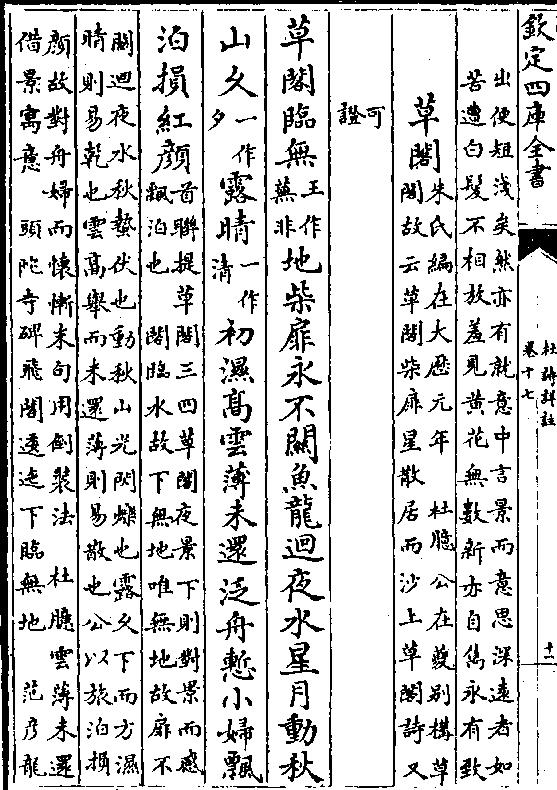 欽定四庫全書
杜詩詳註
卷十七
十一
出便短淺矣然亦有就意中言景而意思深遠者如
苦遭白髮不相放羞見黃花無數新亦自雋永有致
草閣 朱氏編在大厯元年 杜臆公在夔別構草
閣故云草閣柴扉星散居而沙上草閣詩又
可
證
草閣臨無王作蕪非地柴扉永不關魚龍迴夜水星月動秋
山久一作夕露晴一作清初濕髙雲薄未還泛舟慙小婦飄
泊損紅顔 首聯提草閣三四草閣夜景下則對景而感
飄泊也 閣臨水故下無地唯無地故扉不
關迴夜水秋蟄伏也動秋山光閃爍也露久下而方濕
晴則易乾也雲高舉而未還薄則易散也公以旅泊損
顔故對舟婦而懷慚末句用倒裝法 杜臆雲薄未還
借景寓意 頭陀寺碑飛閣逶迤下臨無地 范彥龍